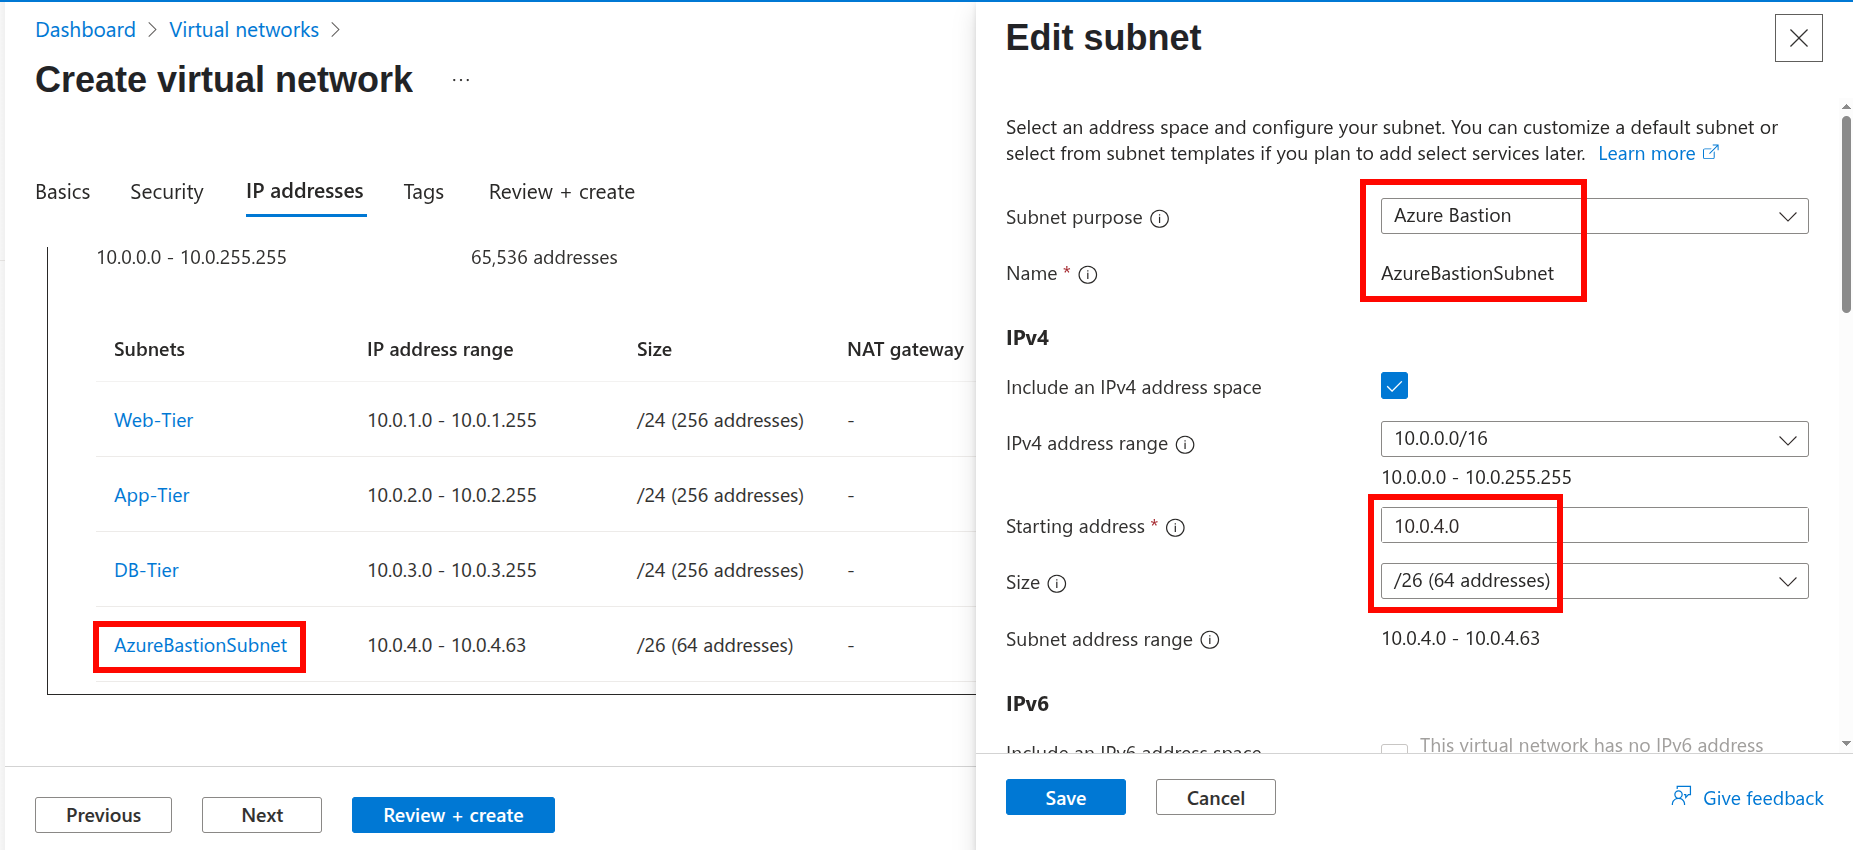 Dashboard > Virtual networks >
Create virtual network ...
Basics Security IP addresses Tags Review + create
10.0.0.0 - 10.0.255.255 65,536 addresses
Subnets IP address range Size NAT gateway
Web-Tier 10.0.1.0 - 10.0.1.255 /24 (256 addresses) -
App-Tier 10.0.2.0 - 10.0.2.255 /24 (256 addresses) -
DB-Tier 10.0.3.0 - 10.0.3.255 /24 (256 addresses) -
AzureBastionSubnet 10.0.4.0 - 10.0.4.63 /26 (64 addresses) -
Previous Next Review + create
Edit subnet
Select an address space and configure your subnet. You can customize a default subnet or
select from subnet templates if you plan to add select services later. Learn more
Subnet purpose Azure Bastion
Name * AzureBastionSubnet
IPv4
Include an IPv4 address space
IPv4 address range 10.0.0.0/16
10.0.0.0 - 10.0.255.255
Starting address * 10.0.4.0
Size /26 (64 addresses)
Subnet address range 10.0.4.0 - 10.0.4.63
IPv6
Include an IPv6 address space This virtual network has no IPv6 address
Save Cancel Give feedback